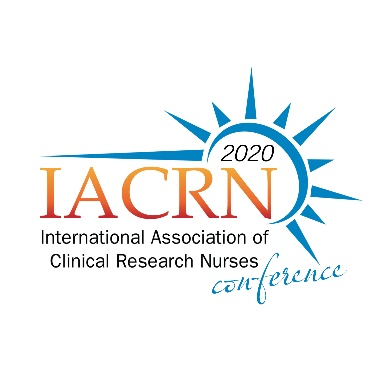 2020
IACRN
International Association of
Clinical Research Nurses
conference